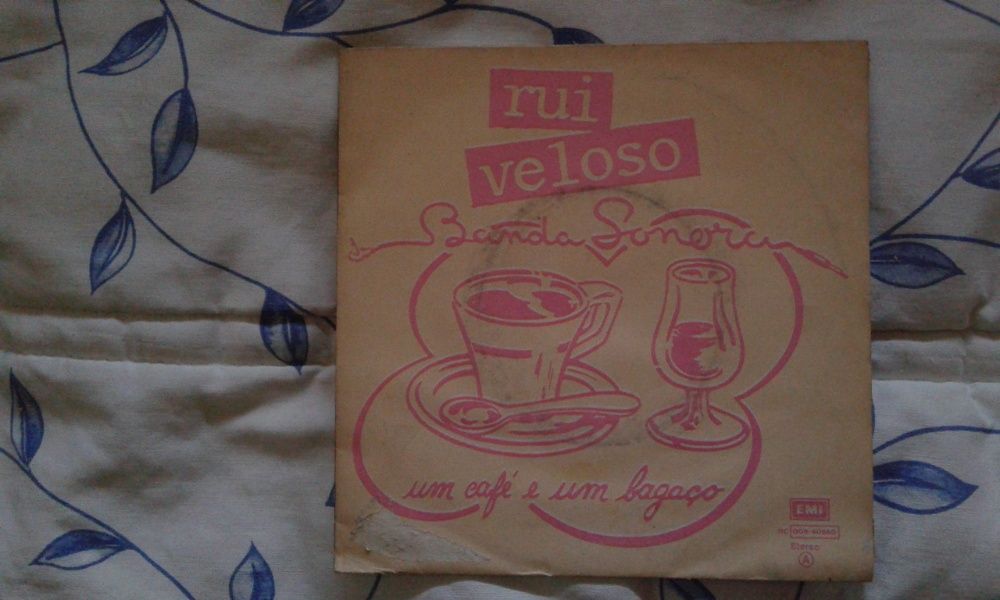 rui
veloso
Banda Sonora
um café e um bagaço
EMI
Stereo
A